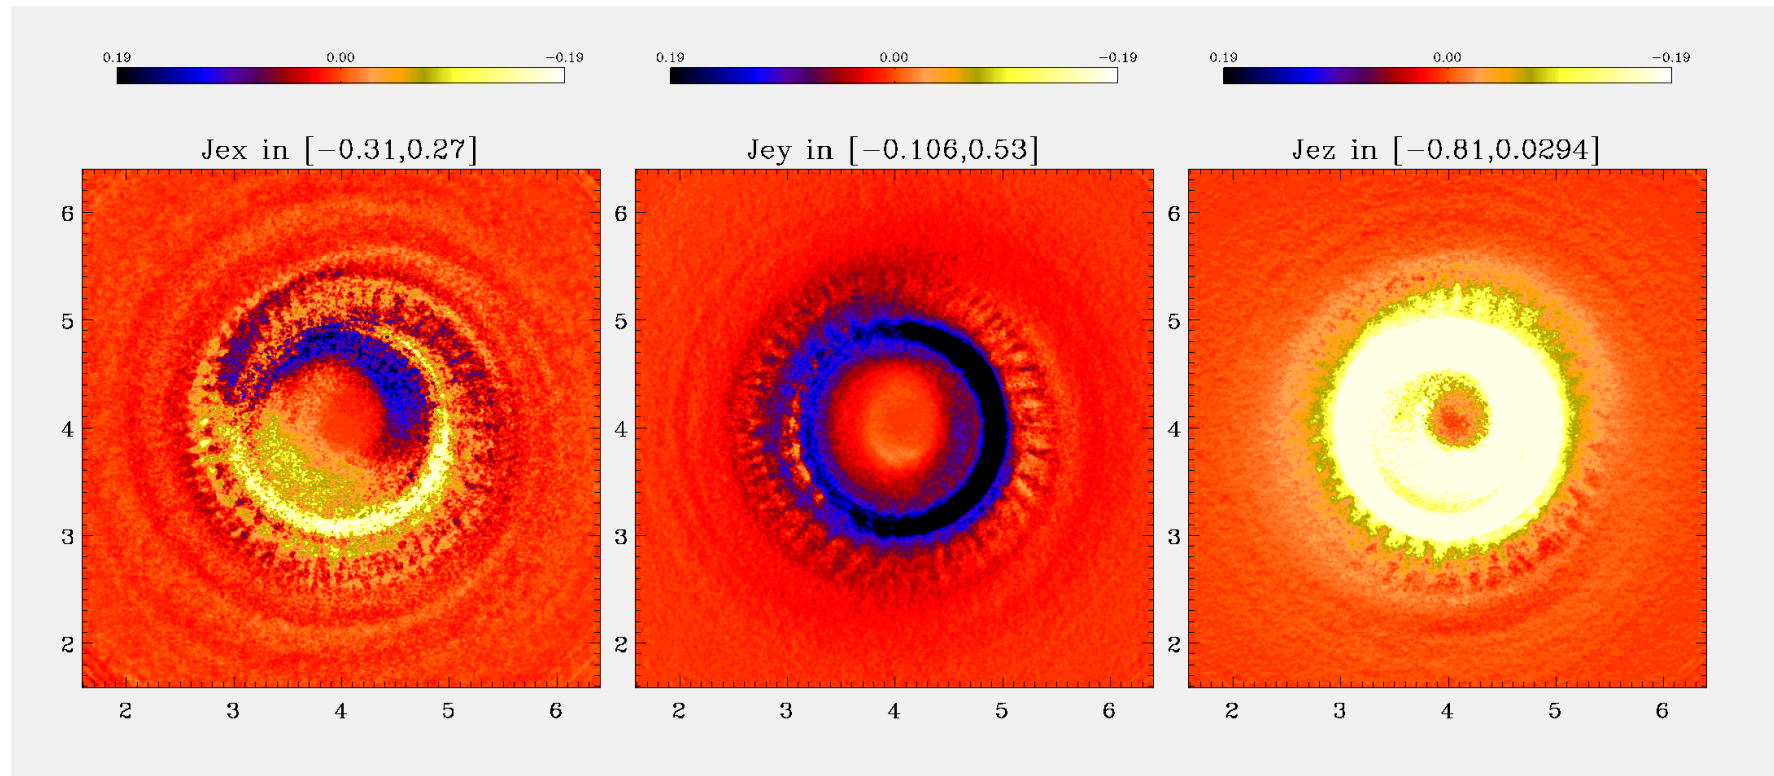 0.19 0.00 −0.19 0.19 0.00 −0.19 0.19 0.00 −0.19
Jex in [−0.31,0.27] Jey in [−0.106,0.53] Jez in [−0.81,0.0294]
6 6 6
5 5 5
4 4 4
3 3 3
2 2 2
2 3 4 5 6 2 3 4 5 6 2 3 4 5 6